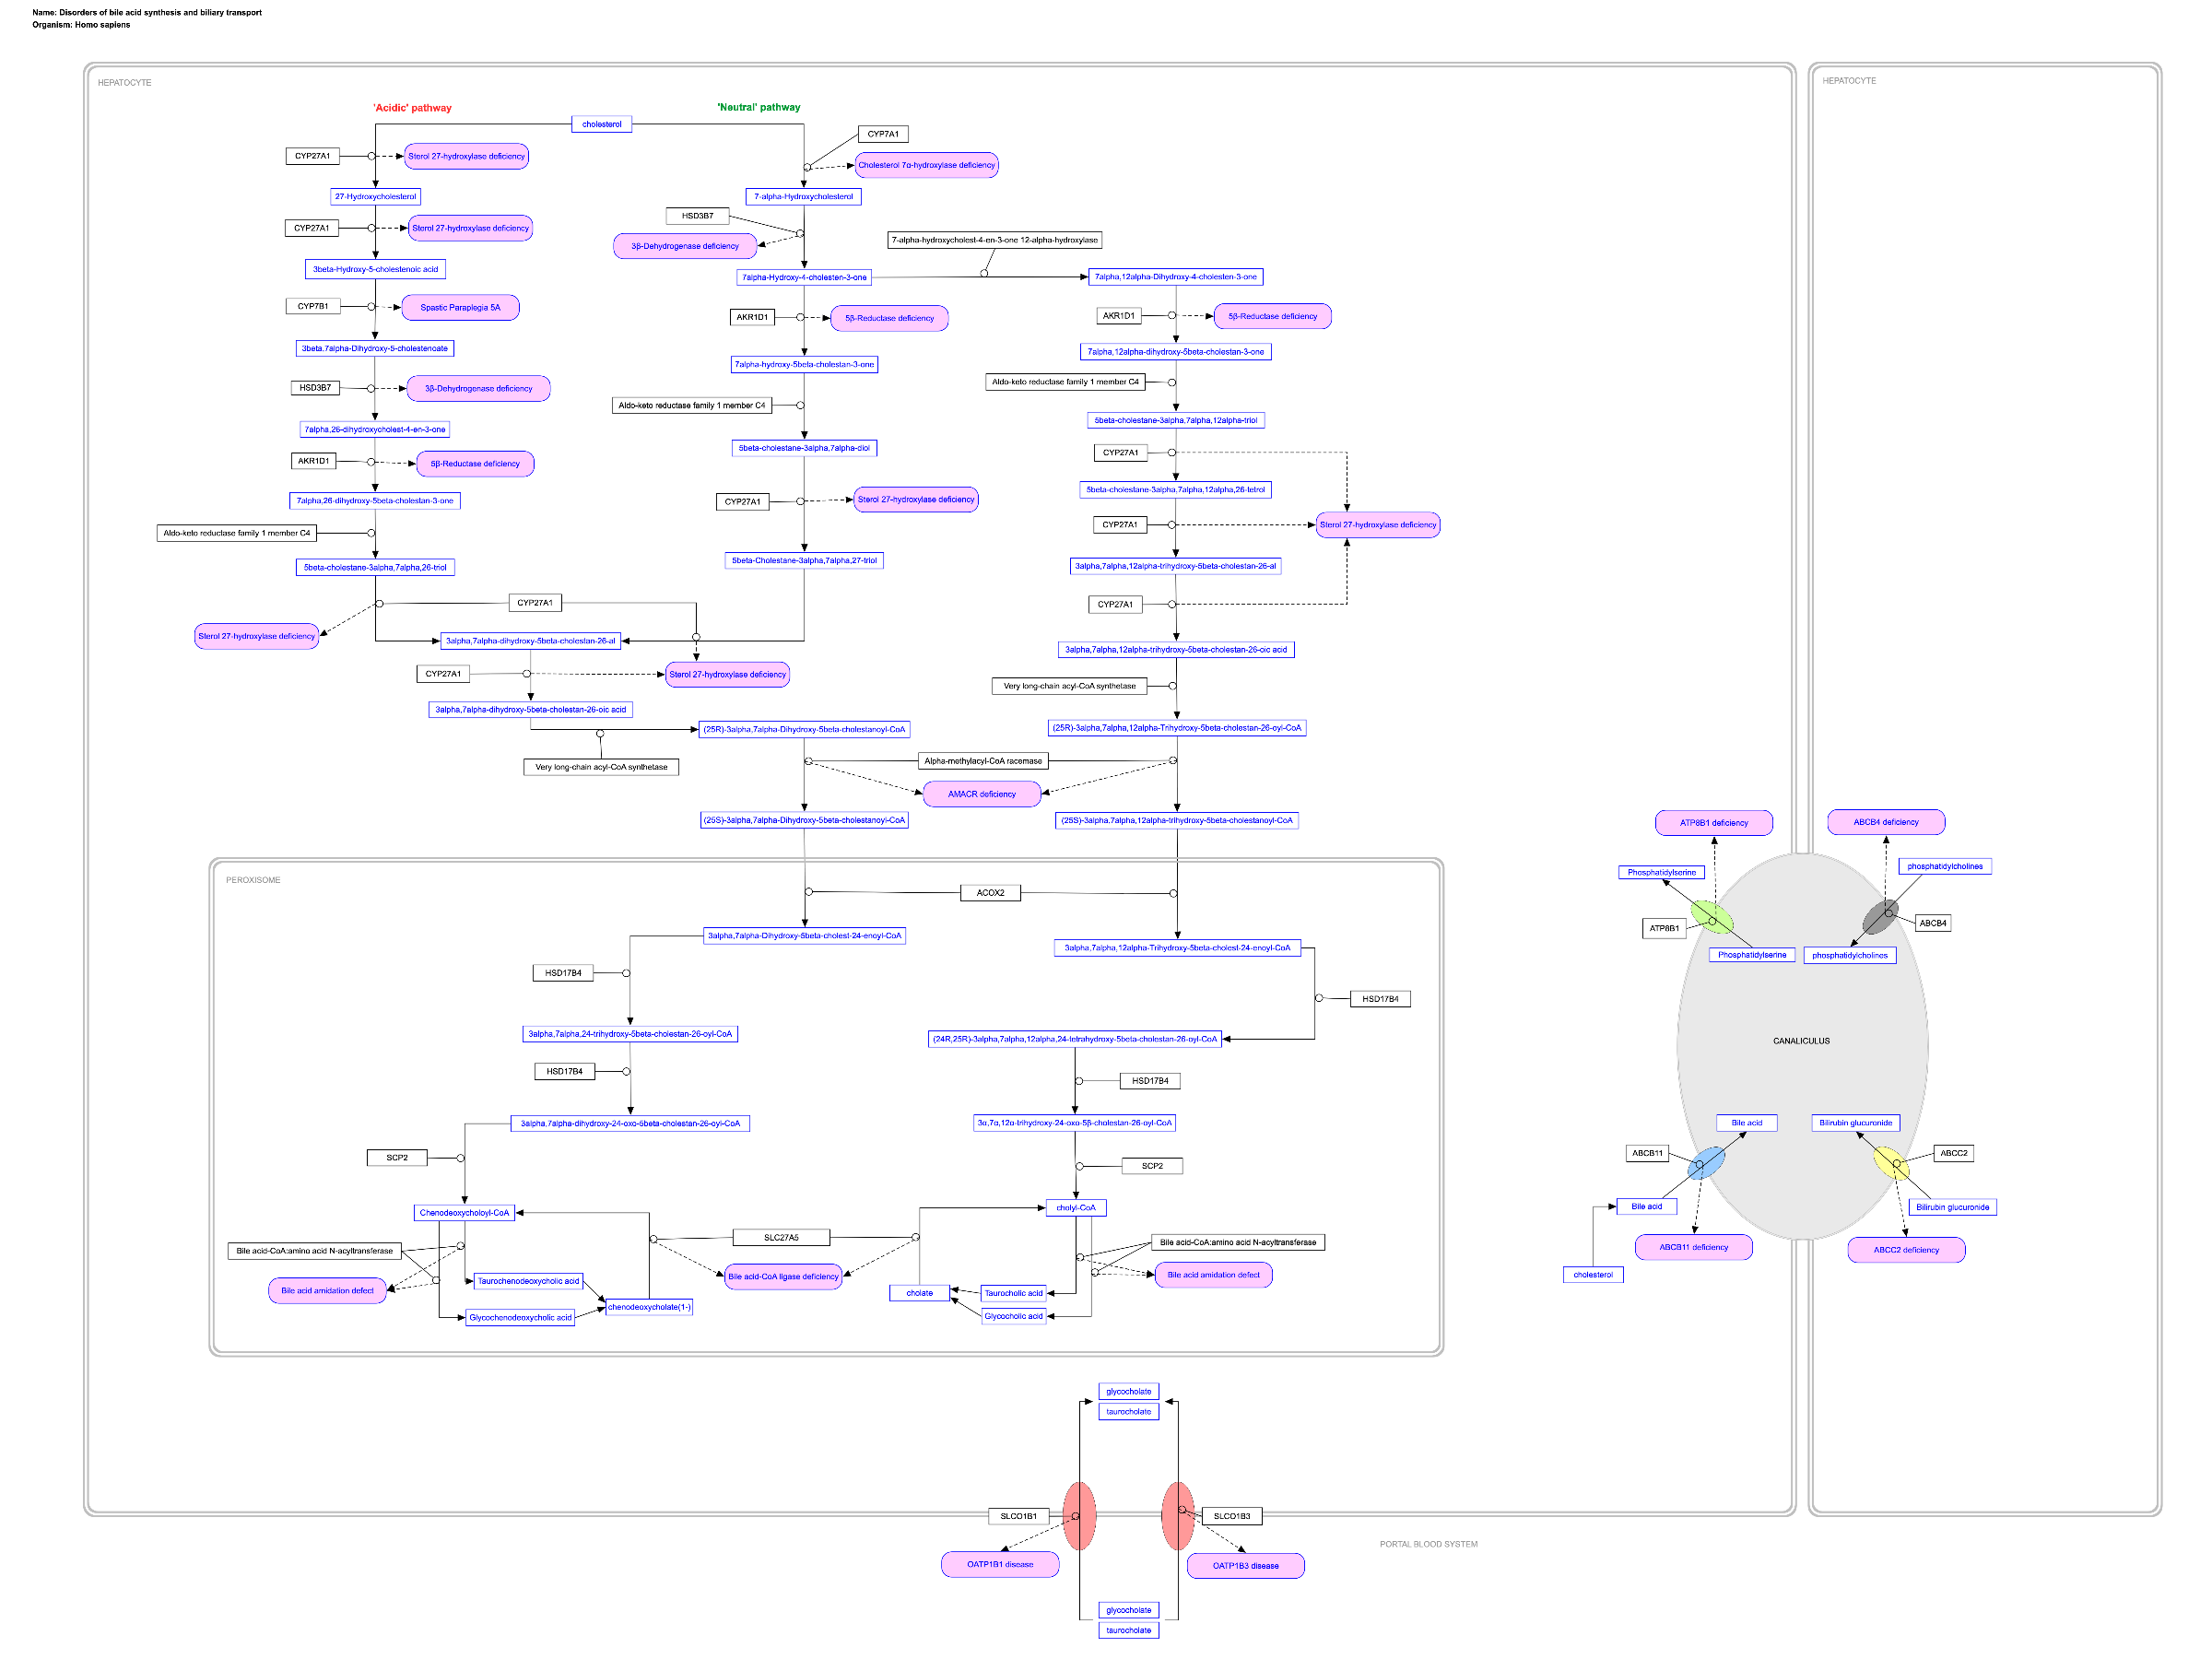 Name: Disorders of bile acid synthesis and biliary transport
Organism: Homo sapiens
HEPATOCYTE
HEPATOCYTE
'Acidic' pathway
'Neutral' pathway
cholesterol
CYP7A1
CYP27A1
Sterol 27-hydroxylase deficiency
Cholesterol 7α-hydroxylase deficiency
27-Hydroxycholesterol
7-alpha-Hydroxycholesterol
HSD3B7
CYP27A1
Sterol 27-hydroxylase deficiency
3β-Dehydrogenase deficiency
7-alpha-hydroxycholest-4-en-3-one 12-alpha-hydroxylase
3beta-Hydroxy-5-cholestenoic acid
7alpha-Hydroxy-4-cholesten-3-one
7alpha,12alpha-Dihydroxy-4-cholesten-3-one
CYP7B1
Spastic Paraplegia 5A
AKR1D1
5β-Reductase deficiency
AKR1D1
5β-Reductase deficiency
3beta,7alpha-Dihydroxy-5-cholestenoate
7alpha-hydroxy-5beta-cholestan-3-one
7alpha,12alpha-dihydroxy-5beta-cholestan-3-one
HSD3B7
3β-Dehydrogenase deficiency
Aldo-keto reductase family 1 member C4
Aldo-keto reductase family 1 member C4
7alpha,26-dihydroxycholest-4-en-3-one
5beta-cholestane-3alpha,7alpha-diol
5beta-cholestane-3alpha,7alpha,12alpha-triol
AKR1D1
5β-Reductase deficiency
CYP27A1
7alpha,26-dihydroxy-5beta-cholestan-3-one
CYP27A1
Sterol 27-hydroxylase deficiency
5beta-cholestane-3alpha,7alpha,12alpha,26-tetrol
Aldo-keto reductase family 1 member C4
CYP27A1
Sterol 27-hydroxylase deficiency
5beta-cholestane-3alpha,7alpha,26-triol
5beta-Cholestane-3alpha,7alpha,27-triol
3alpha,7alpha,12alpha-trihydroxy-5beta-cholestan-26-al
CYP27A1
CYP27A1
Sterol 27-hydroxylase deficiency
3alpha,7alpha-dihydroxy-5beta-cholestan-26-al
3alpha,7alpha,12alpha-trihydroxy-5beta-cholestan-26-oic acid
CYP27A1
Sterol 27-hydroxylase deficiency
Very long-chain acyl-CoA synthetase
3alpha,7alpha-dihydroxy-5beta-cholestan-26-oic acid
(25R)-3alpha,7alpha-Dihydroxy-5beta-cholestanoyl-CoA
(25R)-3alpha,7alpha,12alpha-Trihydroxy-5beta-cholestan-26-oyl-CoA
Very long-chain acyl-CoA synthetase
Alpha-methylacyl-CoA racemase
AMACR deficiency
(25S)-3alpha,7alpha-Dihydroxy-5beta-cholestanoyl-CoA
(25S)-3alpha,7alpha,12alpha-trihydroxy-5beta-cholestanoyl-CoA
ATP8B1 deficiency
ABCB4 deficiency
PEROXISOME
ACOX2
Phosphatidylserine
phosphatidylcholines
ATP8B1
ABCB4
3alpha,7alpha-Dihydroxy-5beta-cholest-24-enoyl-CoA
3alpha,7alpha,12alpha-Trihydroxy-5beta-cholest-24-enoyl-CoA
Phosphatidylserine
phosphatidylcholines
HSD17B4
HSD17B4
3alpha,7alpha,24-trihydroxy-5beta-cholestan-26-oyl-CoA
(24R,25R)-3alpha,7alpha,12alpha,24-tetrahydroxy-5beta-cholestan-26-oyl-CoA
CANALICULUS
HSD17B4
HSD17B4
3alpha,7alpha-dihydroxy-24-oxo-5beta-cholestan-26-oyl-CoA
3α,7α,12α-trihydroxy-24-oxo-5β-cholestan-26-oyl-CoA
Bile acid
Bilirubin glucuronide
SCP2
SCP2
ABCB11
ABCC2
Chenodeoxycholoyl-CoA
cholyl-CoA
Bile acid
Bilirubin glucuronide
Bile acid-CoA:amino acid N-acyltransferase
SLC27A5
Bile acid-CoA:amino acid N-acyltransferase
ABCB11 deficiency
ABCC2 deficiency
Bile acid amidation defect
Taurochenodeoxycholic acid
Bile acid-CoA ligase deficiency
Bile acid amidation defect
cholesterol
chenodeoxycholate(1-)
cholate
Taurocholic acid
Glycochenodeoxycholic acid
Glycocholic acid
glycocholate
taurocholate
SLCO1B1
SLCO1B3
PORTAL BLOOD SYSTEM
OATP1B1 disease
OATP1B3 disease
glycocholate
taurocholate